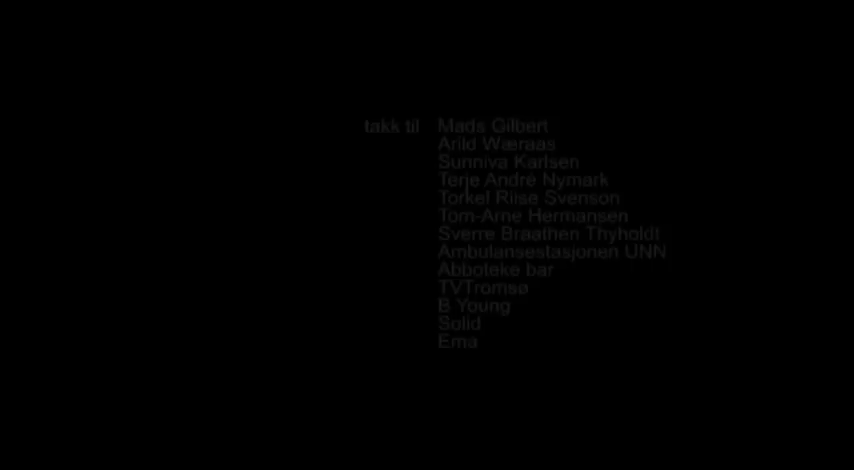 takk til Mads Gilbert
Arild Wæraas
Sunniva Karlsen
Terje André Nymark
Torkel Riise Svenson
Tom-Arne Hermansen
Sverre Braathen Thyholdt
Ambulansestasjonen UNN
Abboteke bar
TVTromsø
B Young
Solid
Ema